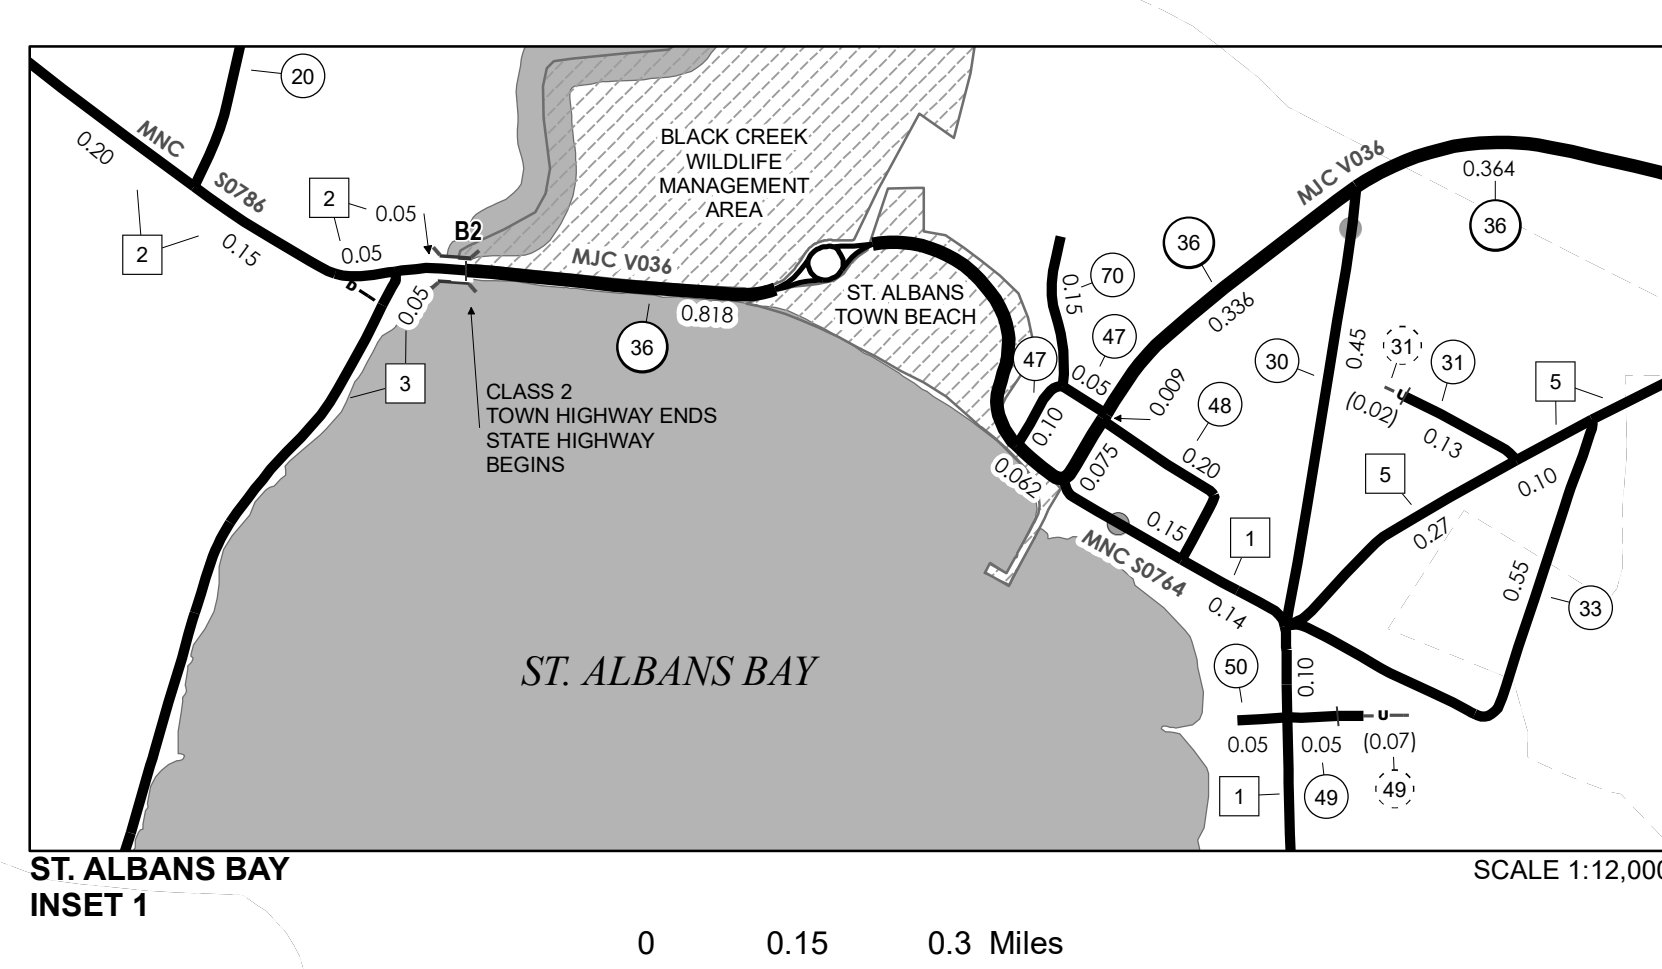 20
MNC
0.20
S0786
2
0.05
B2
2
0.15
0.05
0.05
3
BLACK CREEK
WILDLIFE
MANAGEMENT
AREA
MJC V036
0.818
36
CLASS 2
TOWN HIGHWAY ENDS
STATE HIGHWAY
BEGINS
ST. ALBANS
TOWN BEACH
MJC V036
0.364
36
36
0.336
70
0.15
47
47
0.05
0.009
48
0.10
0.075
0.20
0.062
0.15
1
MNC S0764
0.14
30
0.45
31
31
U
(0.02)
0.13
5
5
0.10
0.27
0.55
33
50
0.10
U
0.05
0.05
(0.07)
1
49
49
ST. ALBANS BAY
ST. ALBANS BAY
INSET 1
SCALE 1:12,000
0
0.15
0.3 Miles